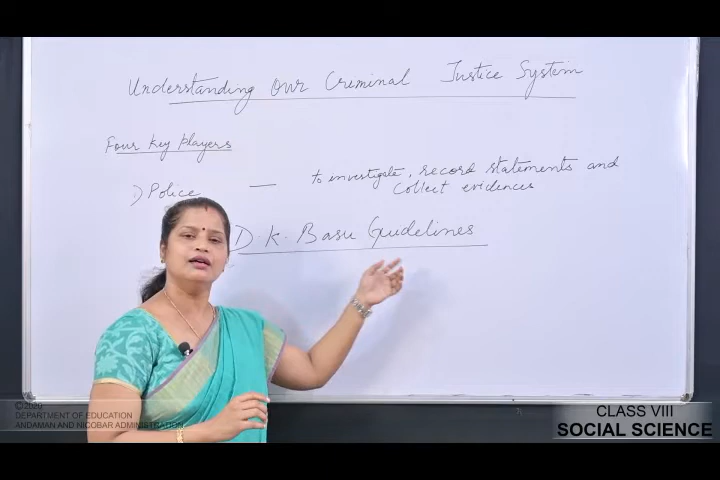 Understanding Our Criminal Justice System
Four Key Players
1) Police — to investigate, record statements and
collect evidences
D.K. Basu Guidelines
©2020
DEPARTMENT OF EDUCATION
ANDAMAN AND NICOBAR ADMINISTRATION
CLASS VIII
SOCIAL SCIENCE